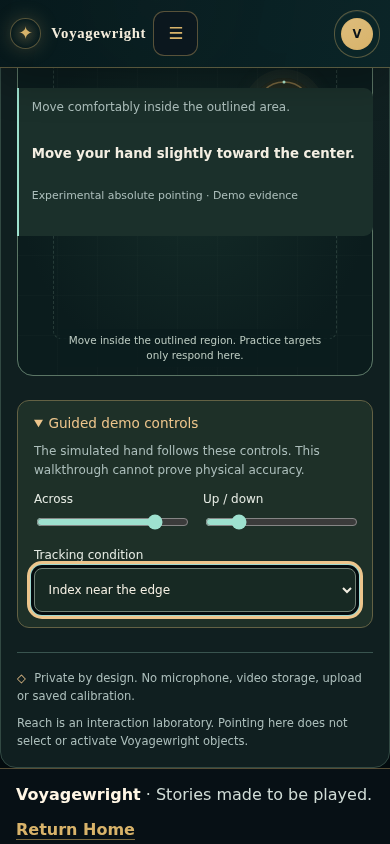 Voyagewright
V
Move comfortably inside the outlined area.
Move your hand slightly toward the center.
Experimental absolute pointing · Demo evidence
Move inside the outlined region. Practice targets
only respond here.
▼ Guided demo controls
The simulated hand follows these controls. This
walkthrough cannot prove physical accuracy.
Across
Up / down
Tracking condition
Index near the edge
◇ Private by design. No microphone, video storage, upload
or saved calibration.
Reach is an interaction laboratory. Pointing here does not
select or activate Voyagewright objects.
Voyagewright · Stories made to be played.
Return Home